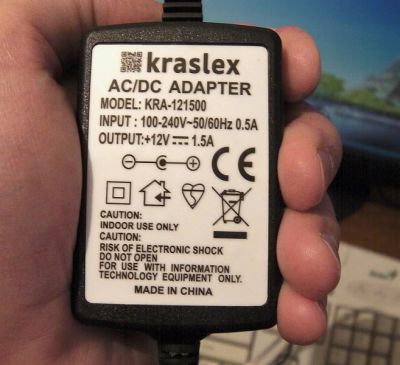 kraslex
AC/DC ADAPTER
MODEL: KRA-121500
INPUT : 100-240V~50/60Hz 0.5A
OUTPUT:+12V⎓1.5A
CE
CAUTION:
INDOOR USE ONLY
CAUTION:
RISK OF ELECTRONIC SHOCK
DO NOT OPEN
FOR USE WITH INFORMATION
TECHNOLOGY EQUIPMENT ONLY.
MADE IN CHINA